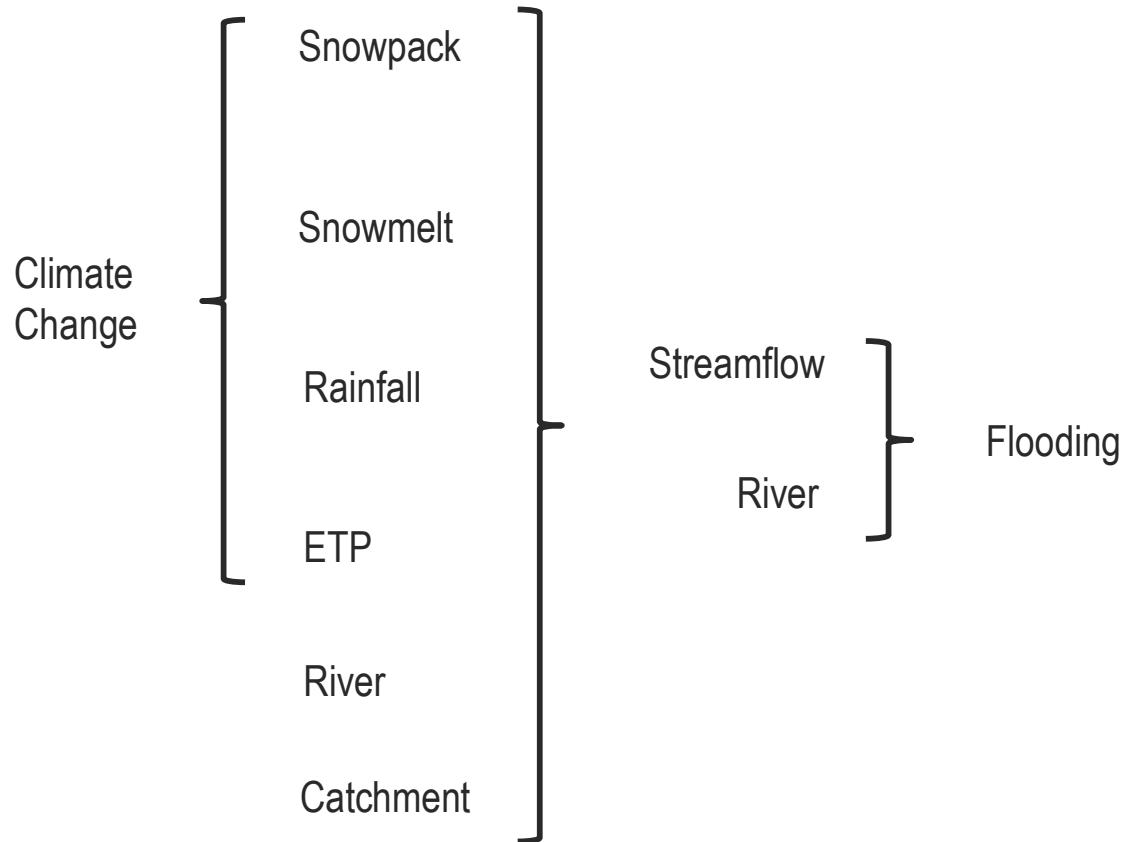 Climate
Change
Snowpack
Snowmelt
Rainfall
ETP
River
Catchment
Streamflow
River
Flooding